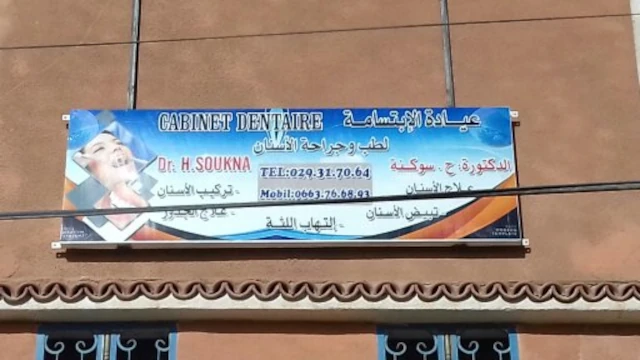 CABINET DENTAIRE عيادة الإبتسامة
لطب وجراحة الأسنان
Dr. H. SOUKNA الدكتورة: ح. سوكنة
TEL:029.31.70.64
Mobil:0663.76.68.93
- علاج الأسنان
- تركيب الأسنان
- تبييض الأسنان
- علاج الجذور
- إلتهاب اللثة